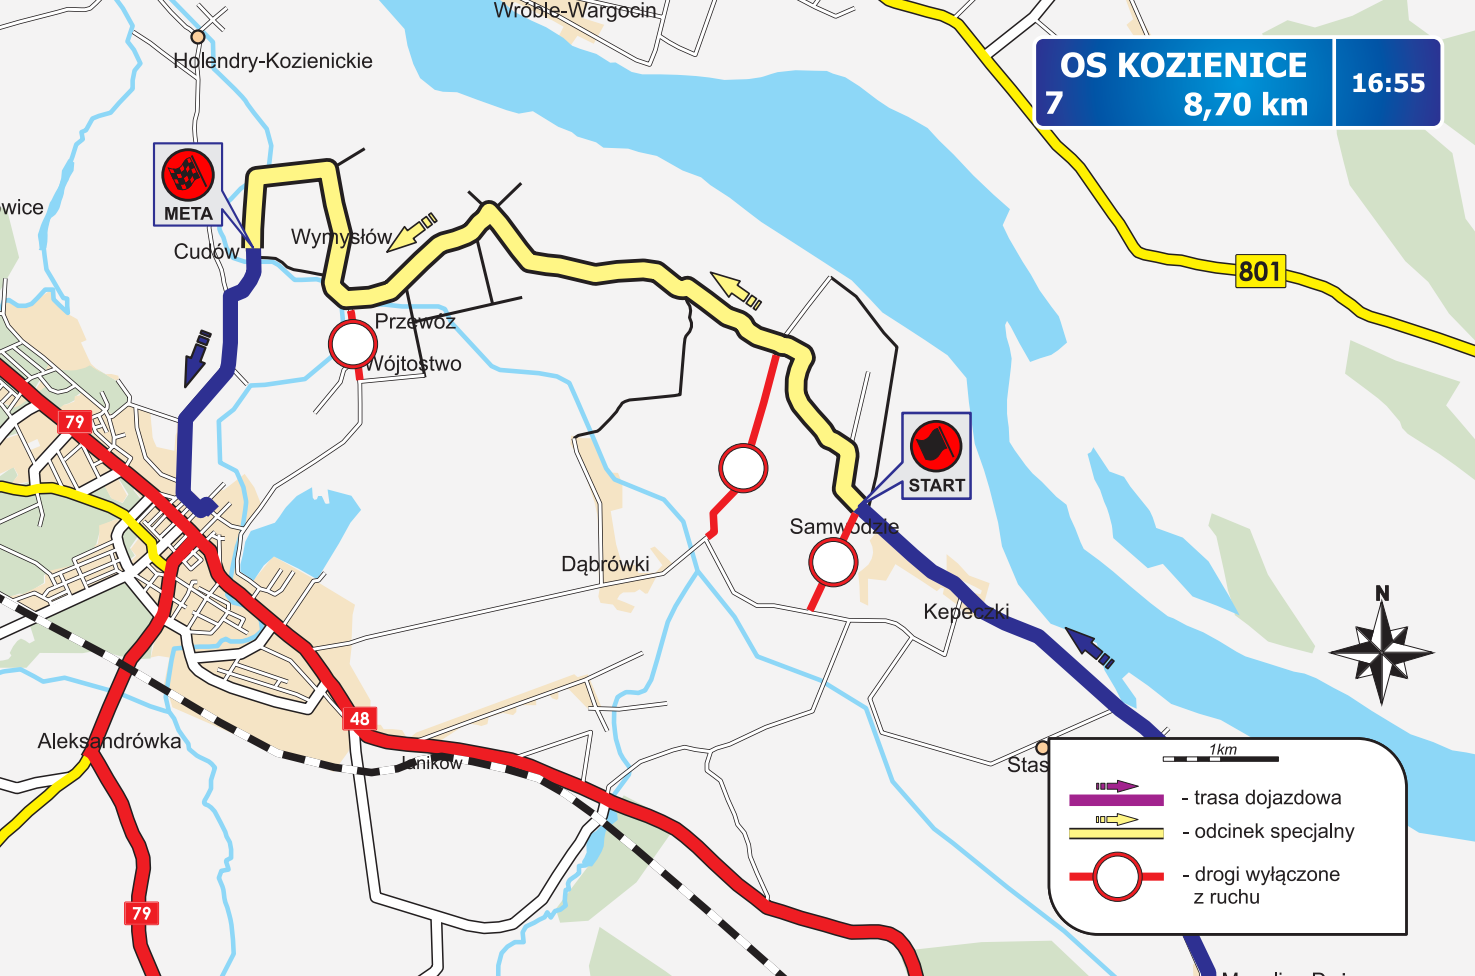 Wróble-Wargocin
Holendry-Kozienickie
OS KOZIENICE
7 8,70 km
16:55
META
Cudów
Wymysłów
801
Przewóz
Wójtostwo
79
START
Samwodzie
Dąbrówki
Kępeczki
N
48
Aleksandrówka
Janików
79
1km
- trasa dojazdowa
- odcinek specjalny
- drogi wyłączone
z ruchu